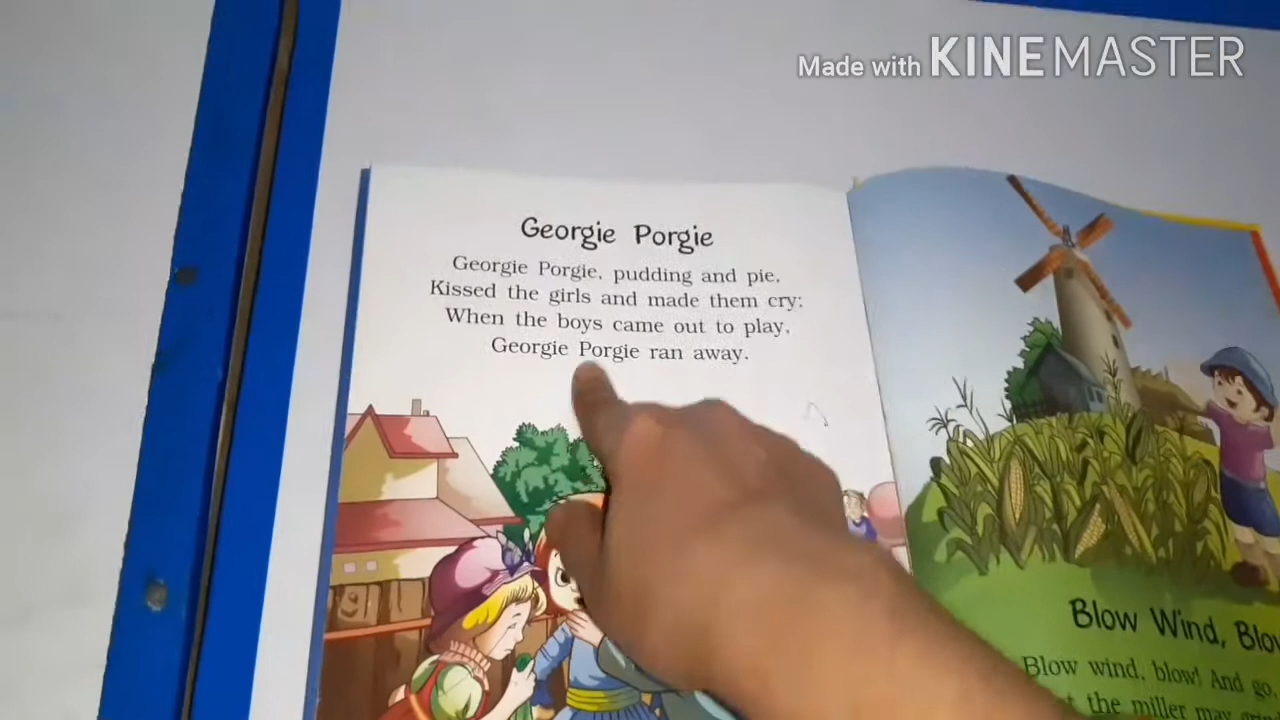 Made with KINEMASTER
Georgie Porgie
Georgie Porgie, pudding and pie,
Kissed the girls and made them cry;
When the boys came out to play,
Georgie Porgie ran away.
Blow Wind,
Blow wind, blow! And go,
the miller may